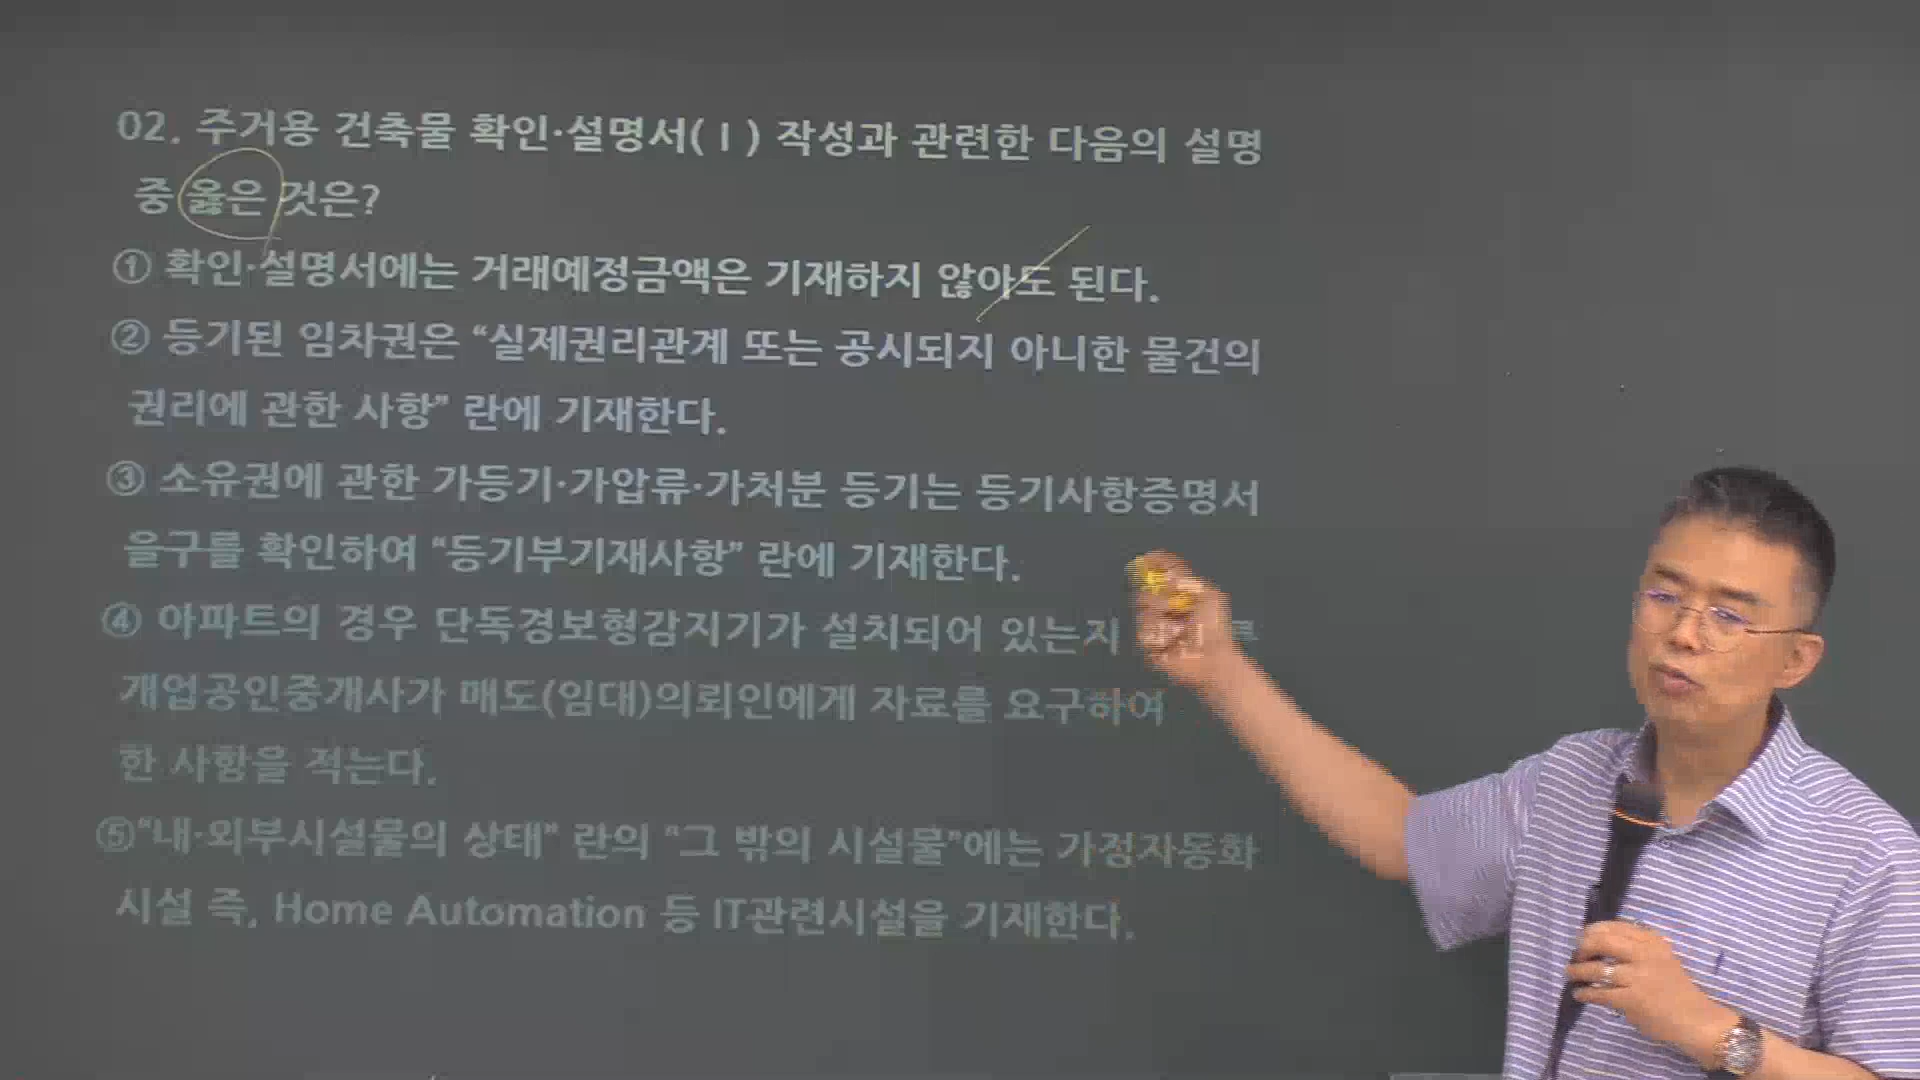 02. 주거용 건축물 확인·설명서(Ⅰ) 작성과 관련한 다음의 설명
중 옳은 것은?
① 확인·설명서에는 거래예정금액은 기재하지 않아도 된다.
② 등기된 임차권은 “실제권리관계 또는 공시되지 아니한 물건의
권리에 관한 사항” 란에 기재한다.
③ 소유권에 관한 가등기·가압류·가처분 등기는 등기사항증명서
을구를 확인하여 “등기부기재사항” 란에 기재한다.
④ 아파트의 경우 단독경보형감지기가 설치되어 있는지
개업공인중개사가 매도(임대)의뢰인에게 자료를 요구하여
한 사항을 적는다.
⑤“내·외부시설물의 상태” 란의 “그 밖의 시설물”에는 가정자동화
시설 즉, Home Automation 등 IT관련시설을 기재한다.